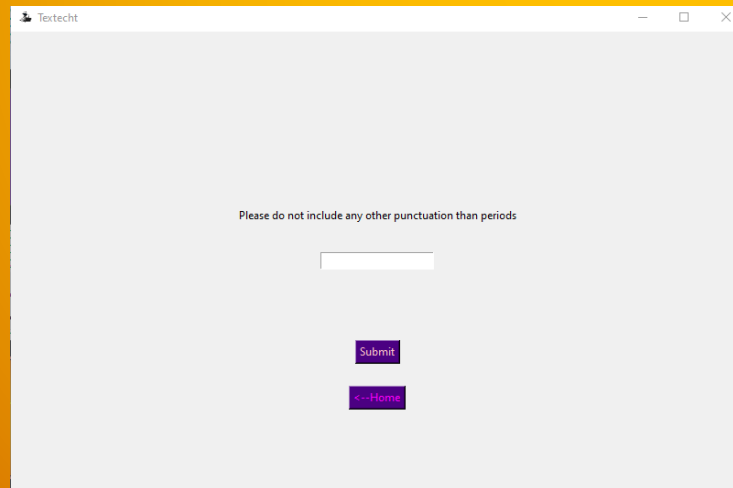 Textecht
Please do not include any other punctuation than periods
Submit
<--Home